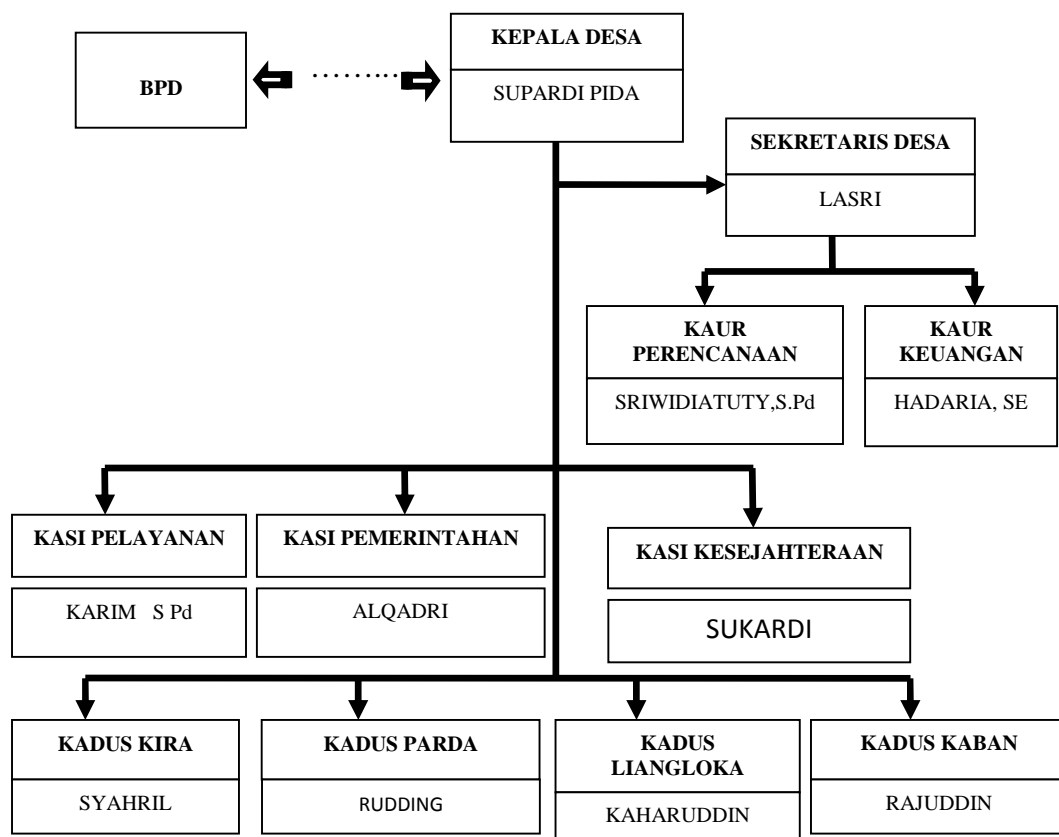 KEPALA DESA
SUPARDI PIDA
BPD
SEKRETARIS DESA
LASRI
KAUR
PERENCANAAN
SRIWIDIATUTY,S.Pd
KAUR
KEUANGAN
HADARIA, SE
KASI PELAYANAN
KARIM S Pd
KASI PEMERINTAHAN
ALQADRI
KASI KESEJAHTERAAN
SUKARDI
KADUS KIRA
SYAHRIL
KADUS PARDA
RUDDING
KADUS
LIANGLOKA
KAHARUDDIN
KADUS KABAN
RAJUDDIN